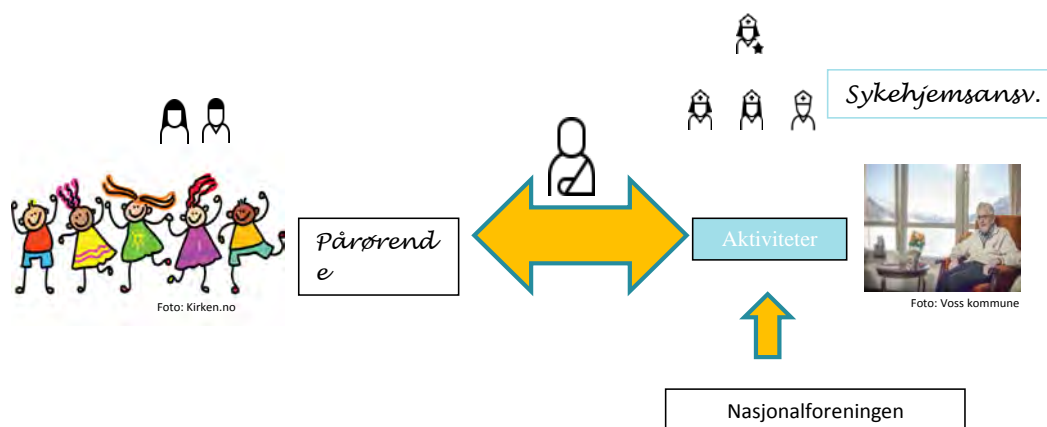 Sykehjemsansv.
Pårørend
e
Aktiviteter
Foto: Kirken.no
Foto: Voss kommune
Nasjonalforeningen